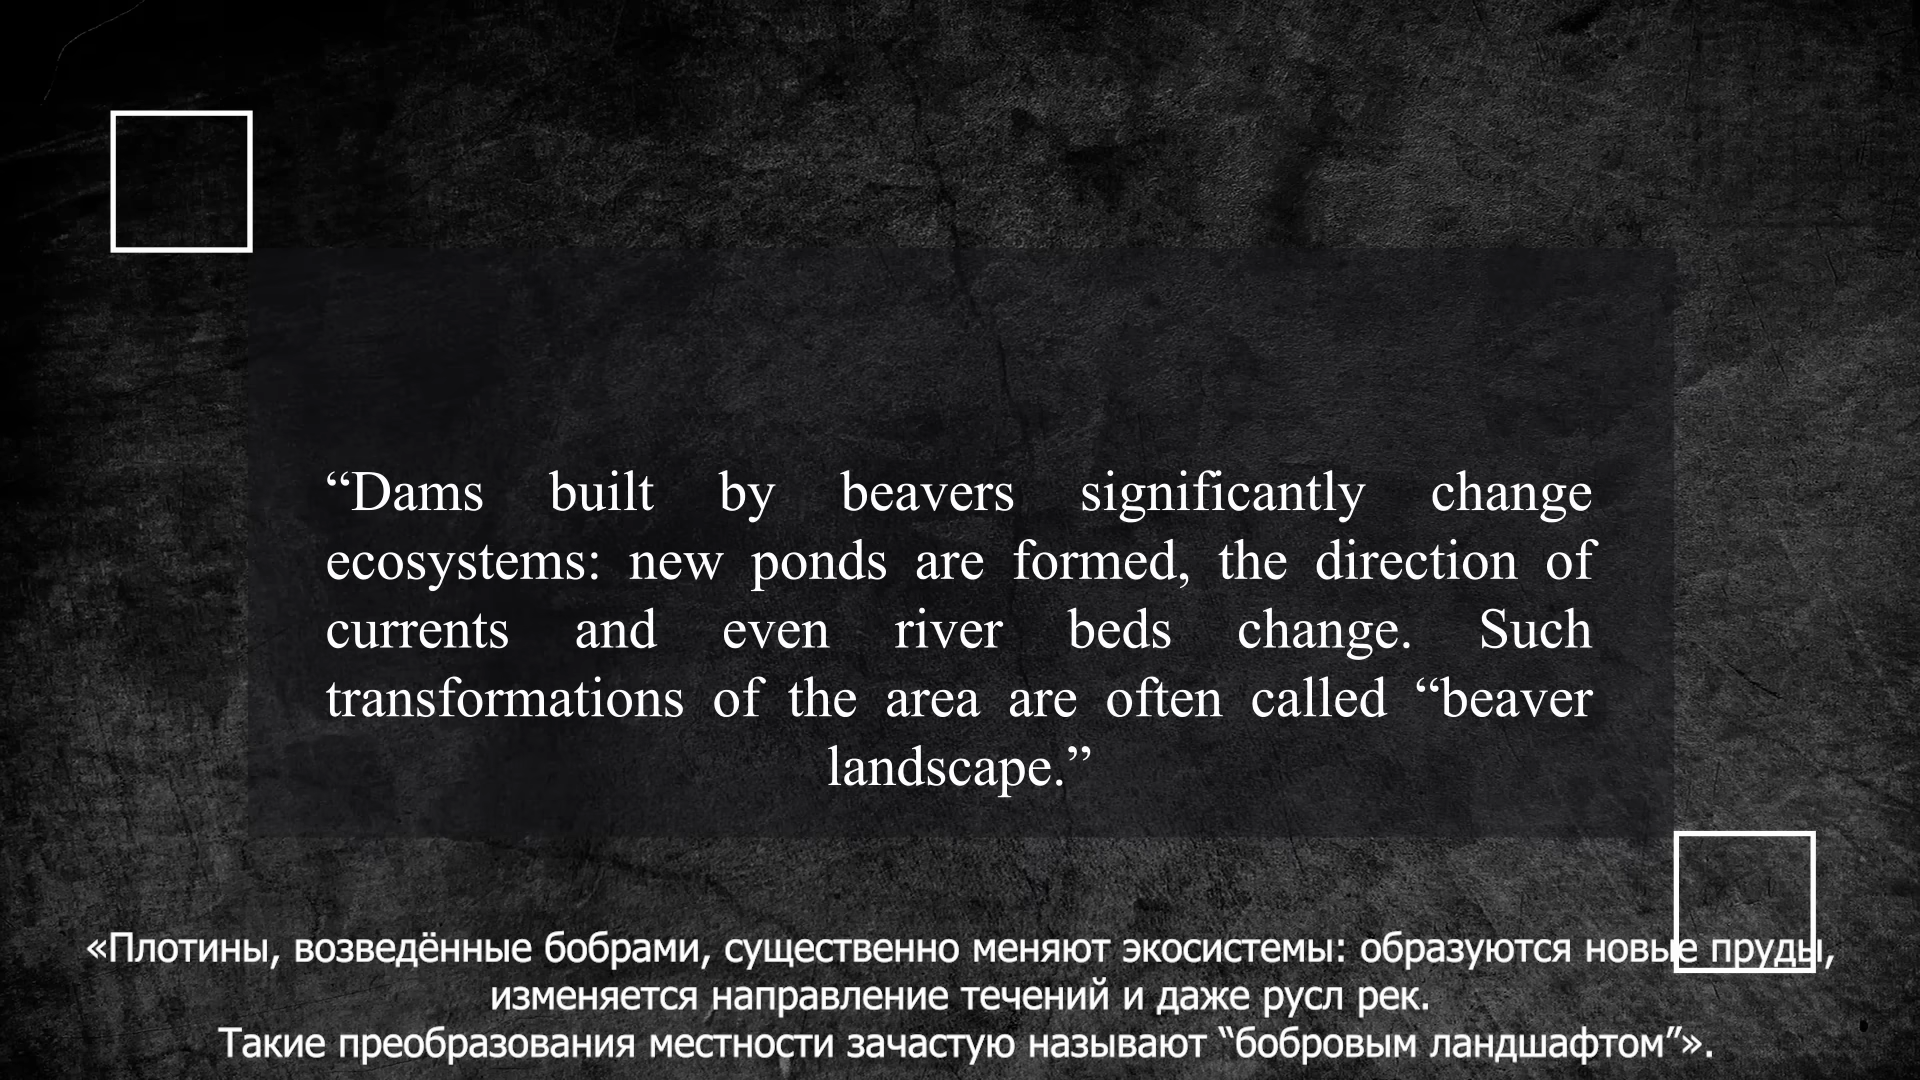 “Dams built by beavers significantly change
ecosystems: new ponds are formed, the direction of
currents and even river beds change. Such
transformations of the area are often called “beaver
landscape.”
«Плотины, возведённые бобрами, существенно меняют экосистемы: образуются новые пруды,
изменяется направление течений и даже русл рек.
Такие преобразования местности зачастую называют “бобровым ландшафтом”».